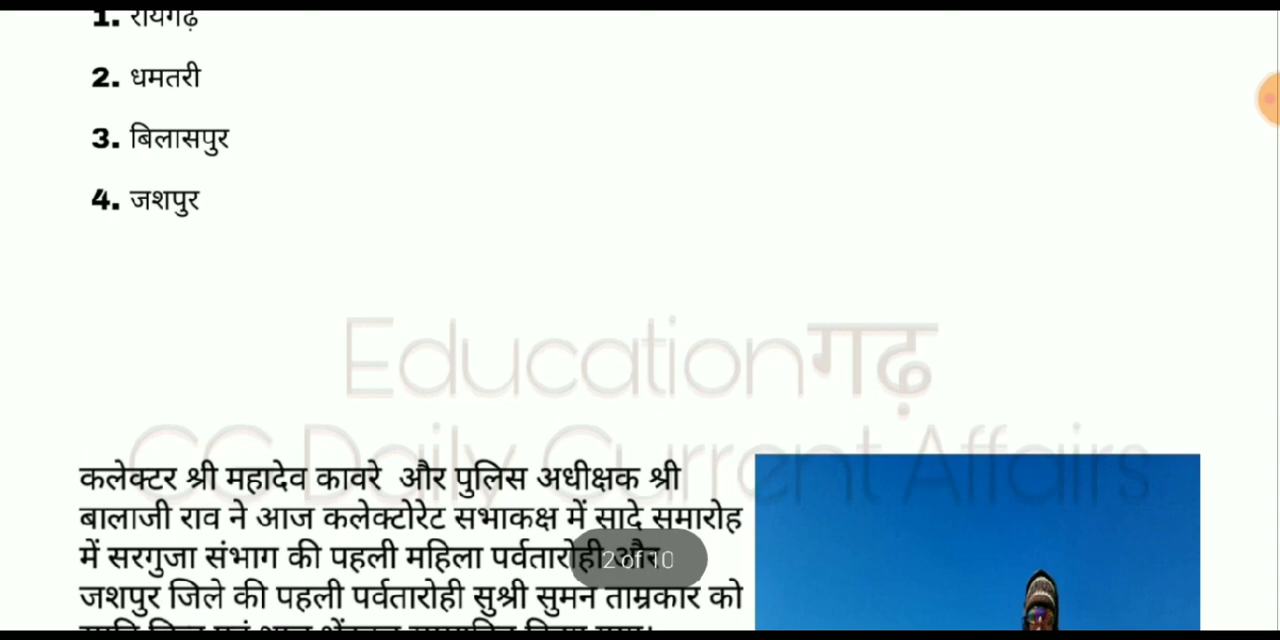 1. रायगढ़
2. धमतरी
3. बिलासपुर
4. जशपुर
Educationगढ़
CG Daily Current Affairs
कलेक्टर श्री महादेव कावरे और पुलिस अधीक्षक श्री
बालाजी राव ने आज कलेक्टोरेट सभाकक्ष में सादे समारोह
में सरगुजा संभाग की पहली महिला पर्वतारोही और
2 of 10
जशपुर जिले की पहली पर्वतारोही सुश्री सुमन ताम्रकार को